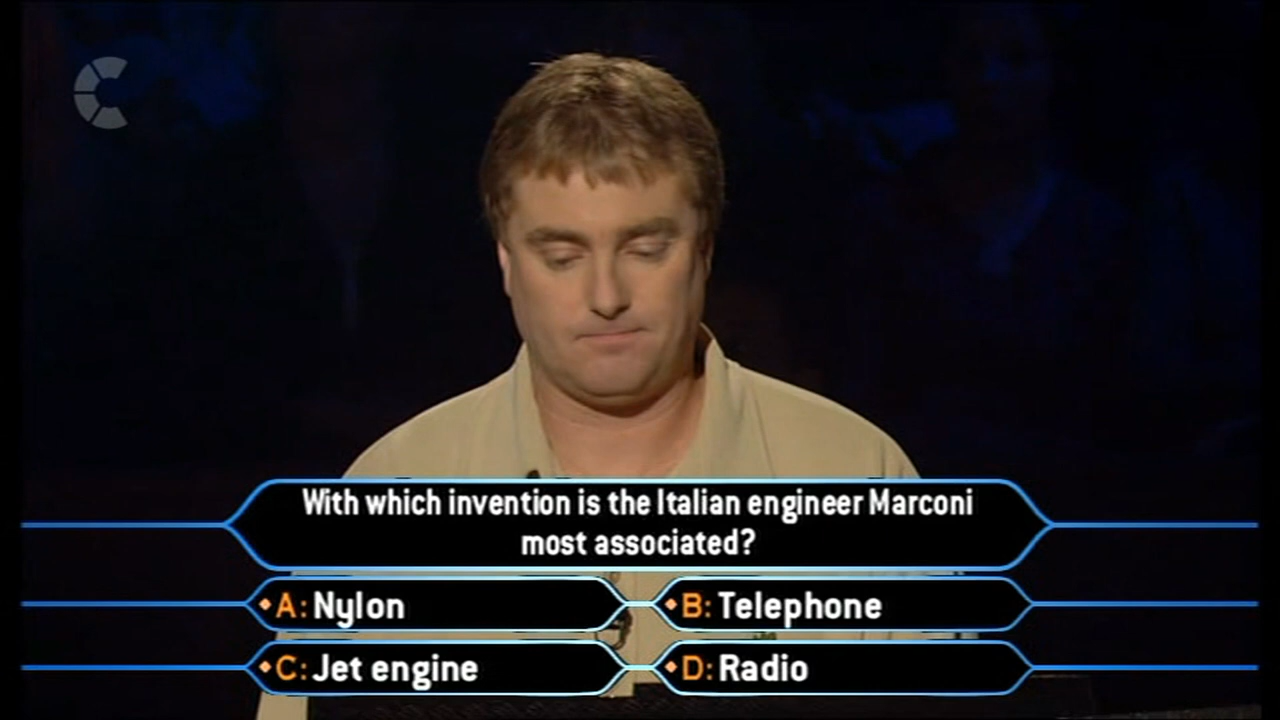 With which invention is the Italian engineer Marconi
most associated?
A: Nylon
B: Telephone
C: Jet engine
D: Radio